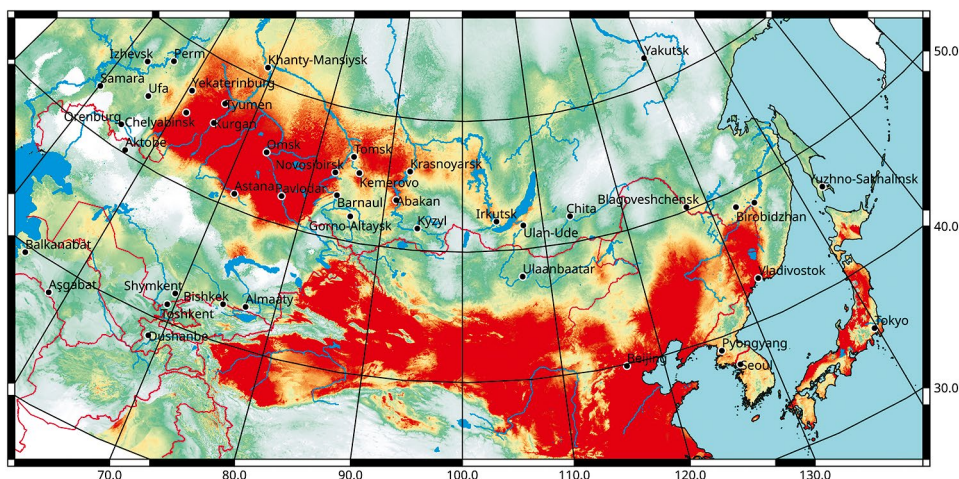 Yakutsk
50.0
Izhevsk
Perm
Khanty-Mansiysk
Samara
Yekaterinburg
Ufa
Tyumen
Orenburg
Chelyabinsk
Kurgan
Aktobe
Omsk
Tomsk
Novosibirsk
Krasnoyarsk
Kemerovo
Yuzhno-Sakhalinsk
Astana
Pavlodar
Barnaul
Abakan
Blagoveshchensk
Chita
Irkutsk
Birobidzhan
Gorno-Altaysk
Kyzyl
40.0
Ulan-Ude
Balkanabat
Ulaanbaatar
Vladivostok
Asgabat
Shymkent
Bishkek
Almaaty
Toshkent
Tokyo
Dushanbe
Pyongyang
Beijing
Seoul
30.0
70.0
80.0
90.0
100.0
110.0
120.0
130.0